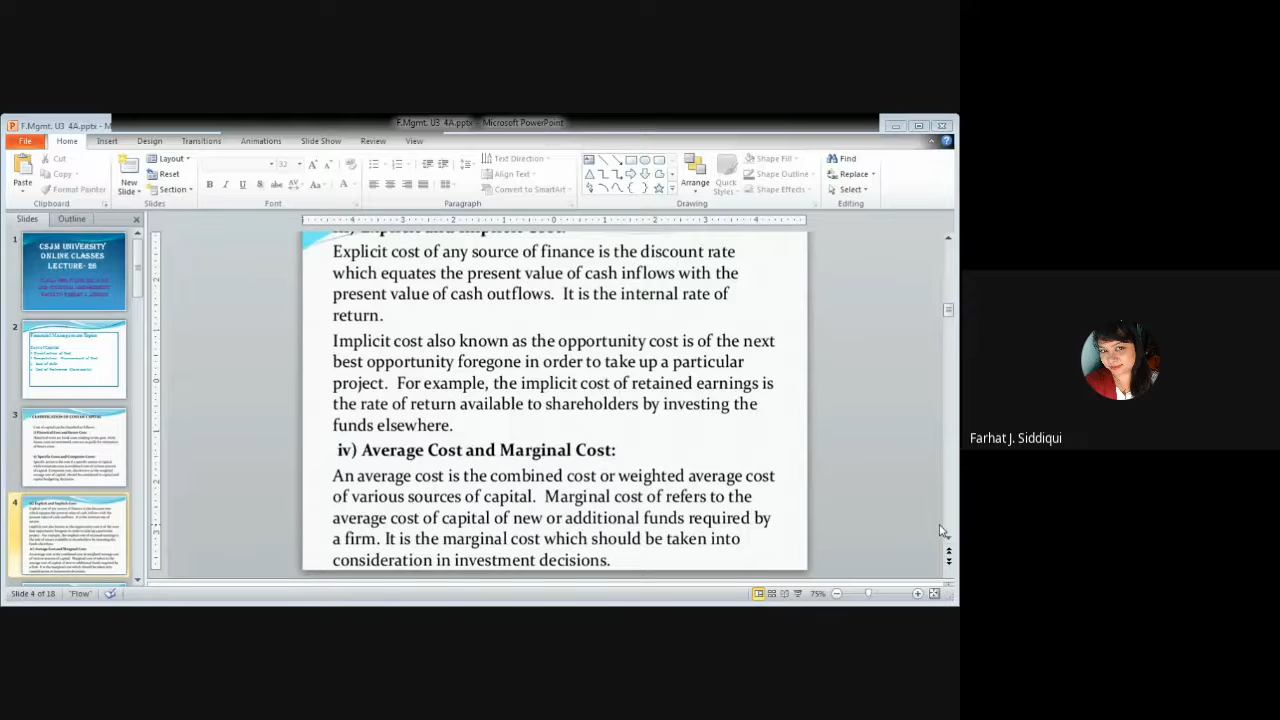 F.Mgmt. U3 4A.pptx - M
F.Mgmt. U3 4A.pptx - Microsoft PowerPoint
File Home Insert Design Transitions Animations Slide Show Review View
Paste
Cut
Copy
Format Painter
Clipboard
New
Slide
Layout
Reset
Section
Slides
32
Font
Paragraph
Text Direction
Align Text
Convert to SmartArt
Arrange
Quick
Styles
Shape Fill
Shape Outline
Shape Effects
Drawing
Find
Replace
Select
Editing
Slides Outline
1
CSJM UNIVERSITY
ONLINE CLASSES
LECTURE- 26
2
3
4
Explicit cost of any source of finance is the discount rate
which equates the present value of cash inflows with the
present value of cash outflows. It is the internal rate of
return.
Implicit cost also known as the opportunity cost is of the next
best opportunity foregone in order to take up a particular
project. For example, the implicit cost of retained earnings is
the rate of return available to shareholders by investing the
funds elsewhere.
iv) Average Cost and Marginal Cost:
An average cost is the combined cost or weighted average cost
of various sources of capital. Marginal cost of refers to the
average cost of capital of new or additional funds required by
a firm. It is the marginal cost which should be taken into
consideration in investment decisions.
Slide 4 of 18 "Flow" 75%
Farhat J. Siddiqui